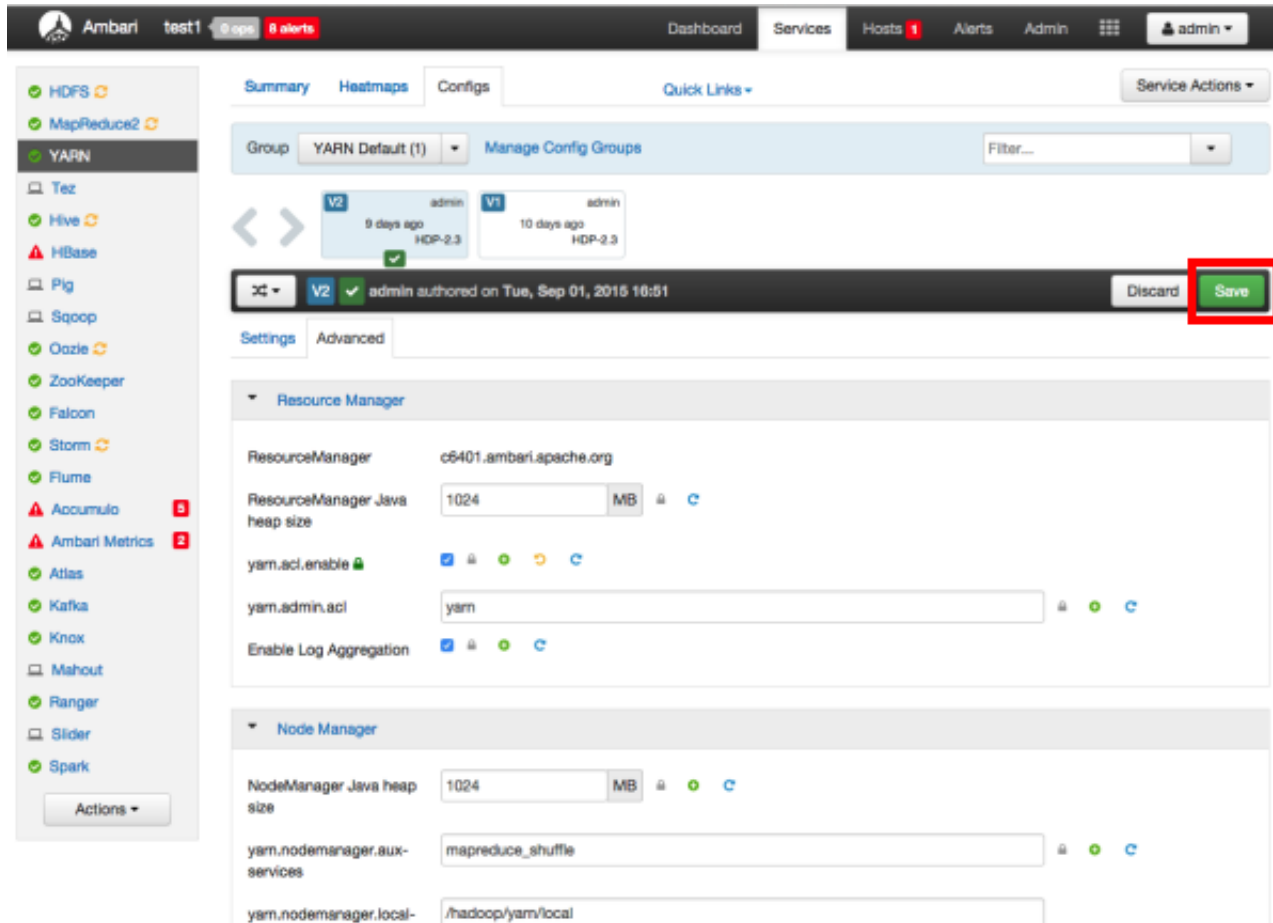 Ambari test1 0 ops 8 alerts Dashboard Services Hosts 1 Alerts Admin admin
HDFS
MapReduce2
YARN
Tez
Hive
HBase
Pig
Sqoop
Oozie
ZooKeeper
Falcon
Storm
Flume
Accumulo 5
Ambari Metrics 2
Atlas
Kafka
Knox
Mahout
Ranger
Slider
Spark
Actions
Summary Heatmaps Configs Quick Links Service Actions
Group YARN Default (1) Manage Config Groups Filter...
V2 admin
9 days ago
HDP-2.3
V1 admin
10 days ago
HDP-2.3
V2 admin authored on Tue, Sep 01, 2015 16:51 Discard Save
Settings Advanced
Resource Manager
ResourceManager c6401.ambari.apache.org
ResourceManager Java
heap size
1024 MB
yarn.acl.enable
yarn.admin.acl yarn
Enable Log Aggregation
Node Manager
NodeManager Java heap
size
1024 MB
yarn.nodemanager.aux-
services
mapreduce_shuffle
yarn.nodemanager.local-
/hadoop/yarn/local